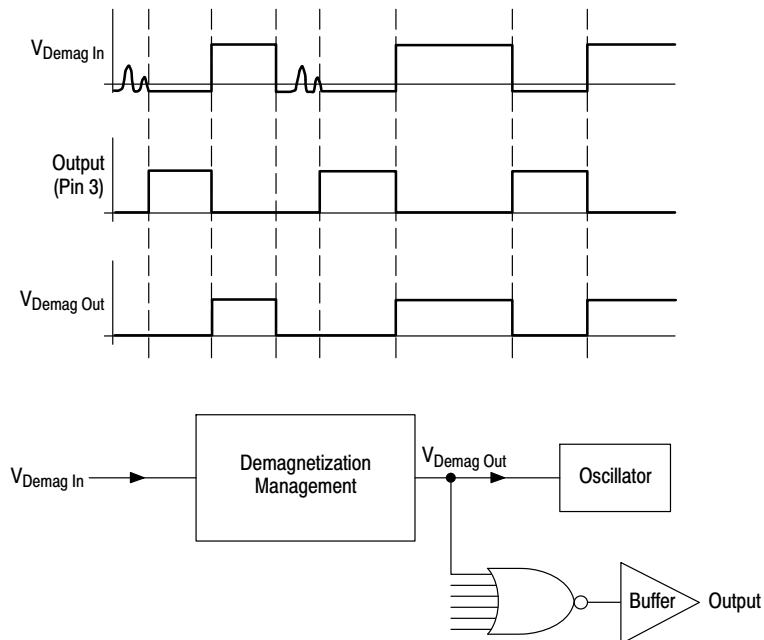 VDemag In
Output
(Pin 3)
VDemag Out
VDemag In
Demagnetization
Management
VDemag Out
Oscillator
Buffer
Output